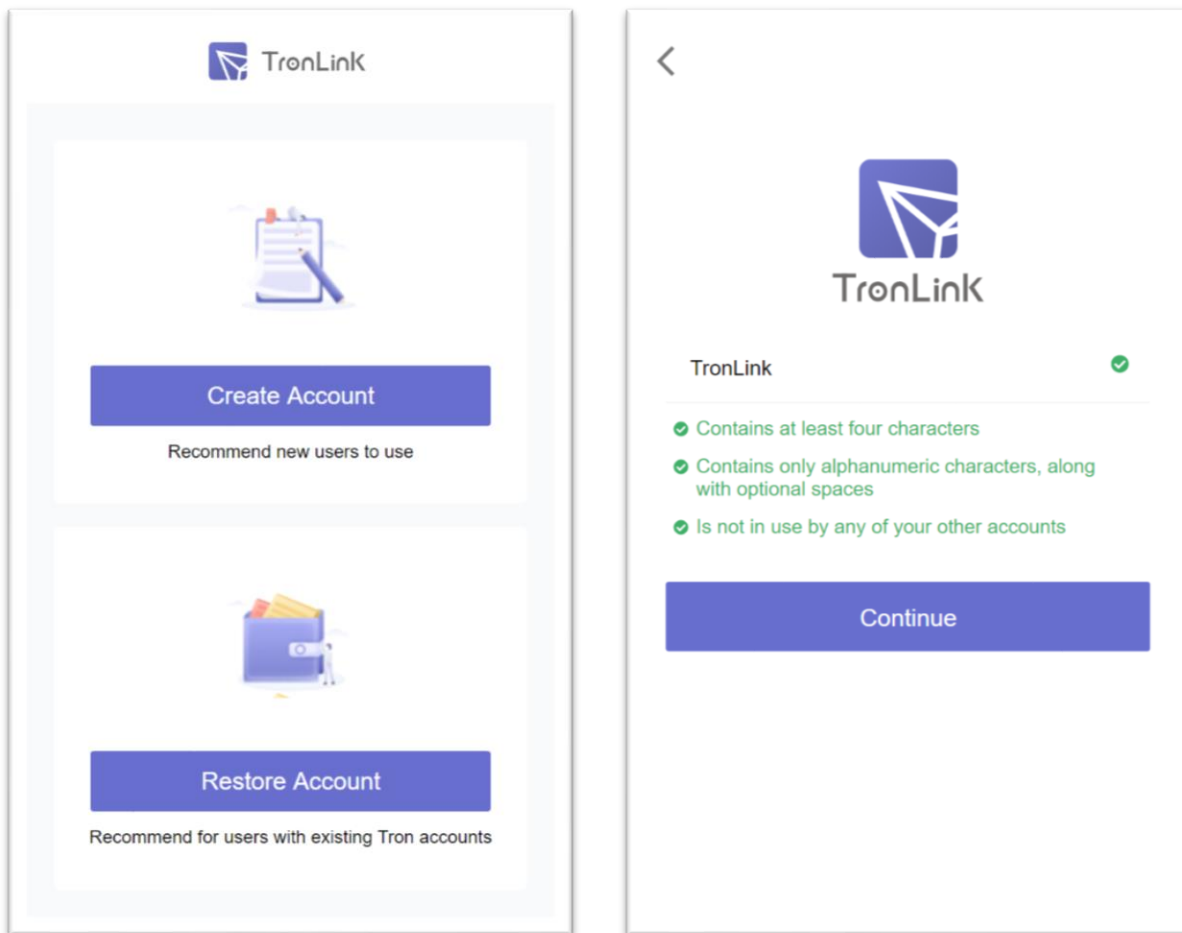 TronLink
Create Account
Recommend new users to use
Restore Account
Recommend for users with existing Tron accounts
TronLink
TronLink
Contains at least four characters
Contains only alphanumeric characters, along
with optional spaces
Is not in use by any of your other accounts
Continue